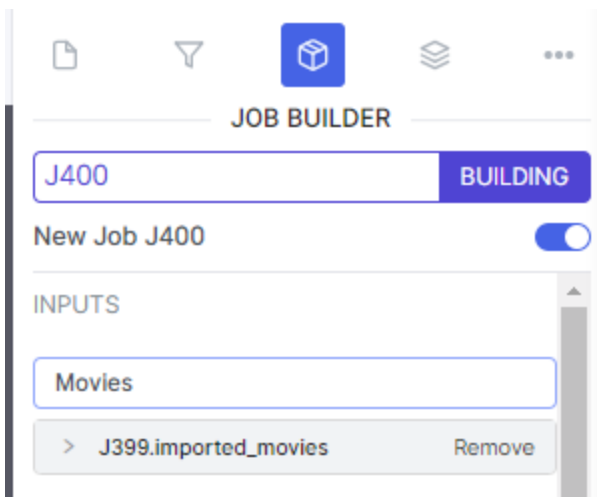 JOB BUILDER
J400 BUILDING
New Job J400
INPUTS
Movies
J399.imported_movies Remove